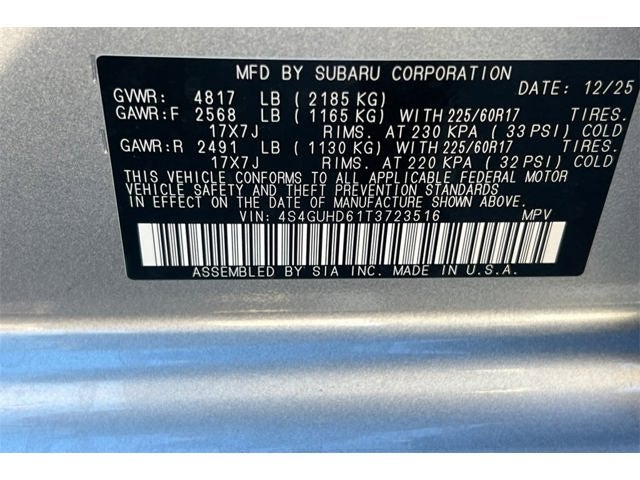 MFD BY SUBARU CORPORATION
DATE: 12/25
GVWR: 4817 LB (2185 KG)
GAWR:F 2568 LB (1165 KG) WITH 225/60R17 TIRES.
17X7J RIMS. AT 230 KPA (33 PSI) COLD
GAWR:R 2491 LB (1130 KG) WITH 225/60R17 TIRES.
17X7J RIMS. AT 220 KPA (32 PSI) COLD
THIS VEHICLE CONFORMS TO ALL APPLICABLE FEDERAL MOTOR
VEHICLE SAFETY AND THEFT PREVENTION STANDARDS
IN EFFECT ON THE DATE OF MANUFACTURE SHOWN ABOVE.
VIN: 4S4GUHD61T3723516 MPV
ASSEMBLED BY SIA INC. MADE IN U.S.A.